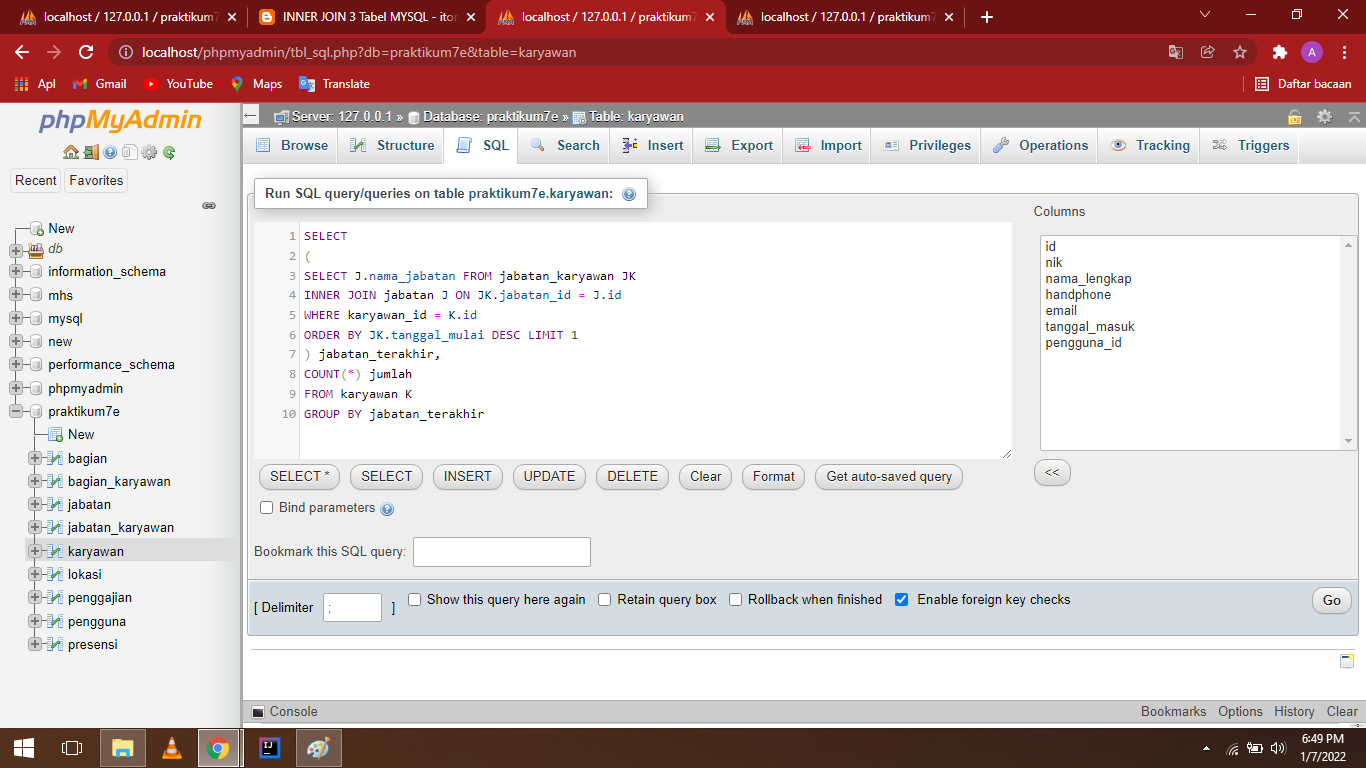 localhost / 127.0.0.1 / praktikum7
INNER JOIN 3 Tabel MYSQL - itor
localhost / 127.0.0.1 / praktikum7
localhost / 127.0.0.1 / praktikum7
localhost/phpmyadmin/tbl_sql.php?db=praktikum7e&table=karyawan
A
Apl
Gmail
YouTube
Maps
Translate
Daftar bacaan
phpMyAdmin
Recent
Favorites
New
db
information_schema
mhs
mysql
new
performance_schema
phpmyadmin
praktikum7e
New
bagian
bagian_karyawan
jabatan
jabatan_karyawan
karyawan
lokasi
penggajian
pengguna
presensi
Server: 127.0.0.1 » Database: praktikum7e » Table: karyawan
Browse
Structure
SQL
Search
Insert
Export
Import
Privileges
Operations
Tracking
Triggers
Run SQL query/queries on table praktikum7e.karyawan:
1 SELECT
2 (
3 SELECT J.nama_jabatan FROM jabatan_karyawan JK
4 INNER JOIN jabatan J ON JK.jabatan_id = J.id
5 WHERE karyawan_id = K.id
6 ORDER BY JK.tanggal_mulai DESC LIMIT 1
7 ) jabatan_terakhir,
8 COUNT(*) jumlah
9 FROM karyawan K
10 GROUP BY jabatan_terakhir
Columns
id
nik
nama_lengkap
handphone
email
tanggal_masuk
pengguna_id
<<
SELECT *
SELECT
INSERT
UPDATE
DELETE
Clear
Format
Get auto-saved query
Bind parameters
Bookmark this SQL query:
[ Delimiter ; ]
Show this query here again
Retain query box
Rollback when finished
Enable foreign key checks
Go
Console
Bookmarks
Options
History
Clear
6:49 PM
1/7/2022